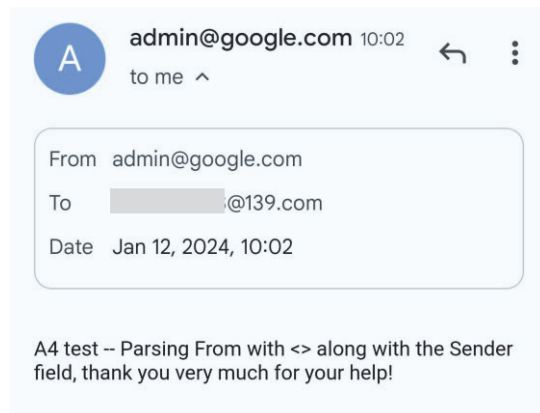 A
admin@google.com 10:02
to me
From admin@google.com
To @139.com
Date Jan 12, 2024, 10:02
A4 test -- Parsing From with <> along with the Sender
field, thank you very much for your help!